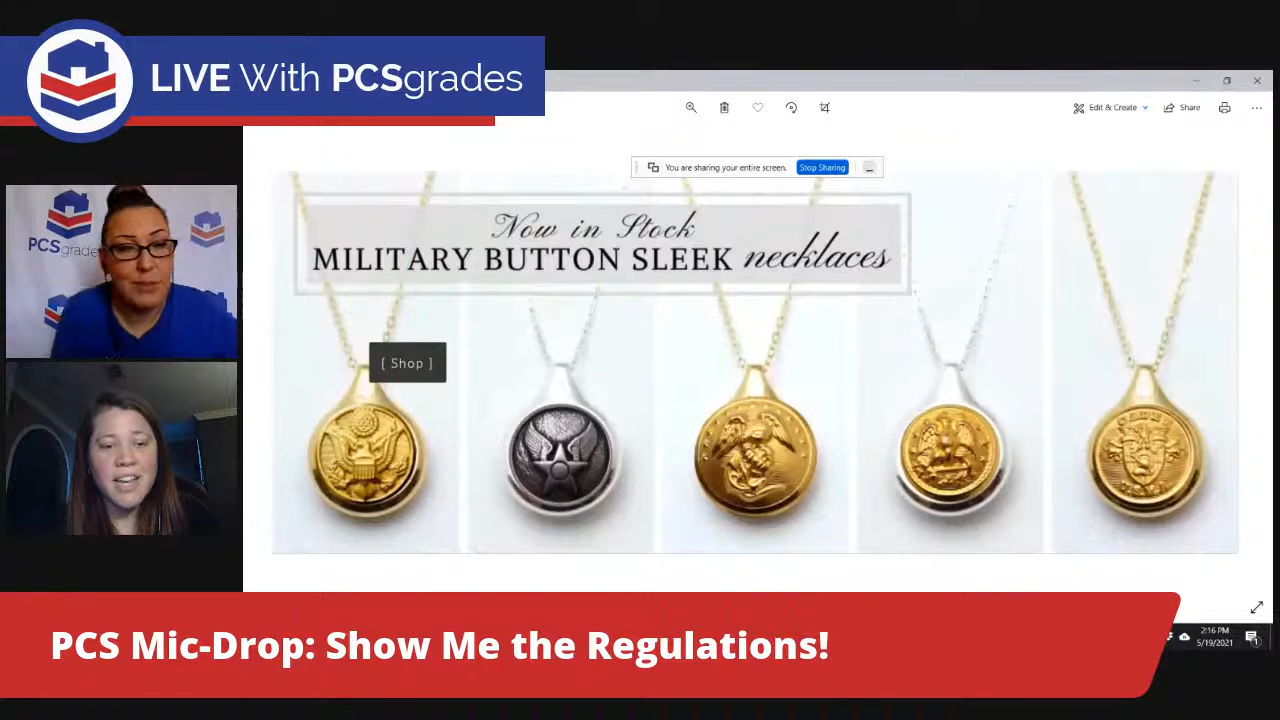 LIVE With PCSgrades
Edit & Create
Share
You are sharing your entire screen.
Stop Sharing
PCSgrades
Now in Stock
MILITARY BUTTON SLEEK necklaces
[ Shop ]
PCS Mic-Drop: Show Me the Regulations!
2:16 PM
5/19/2021